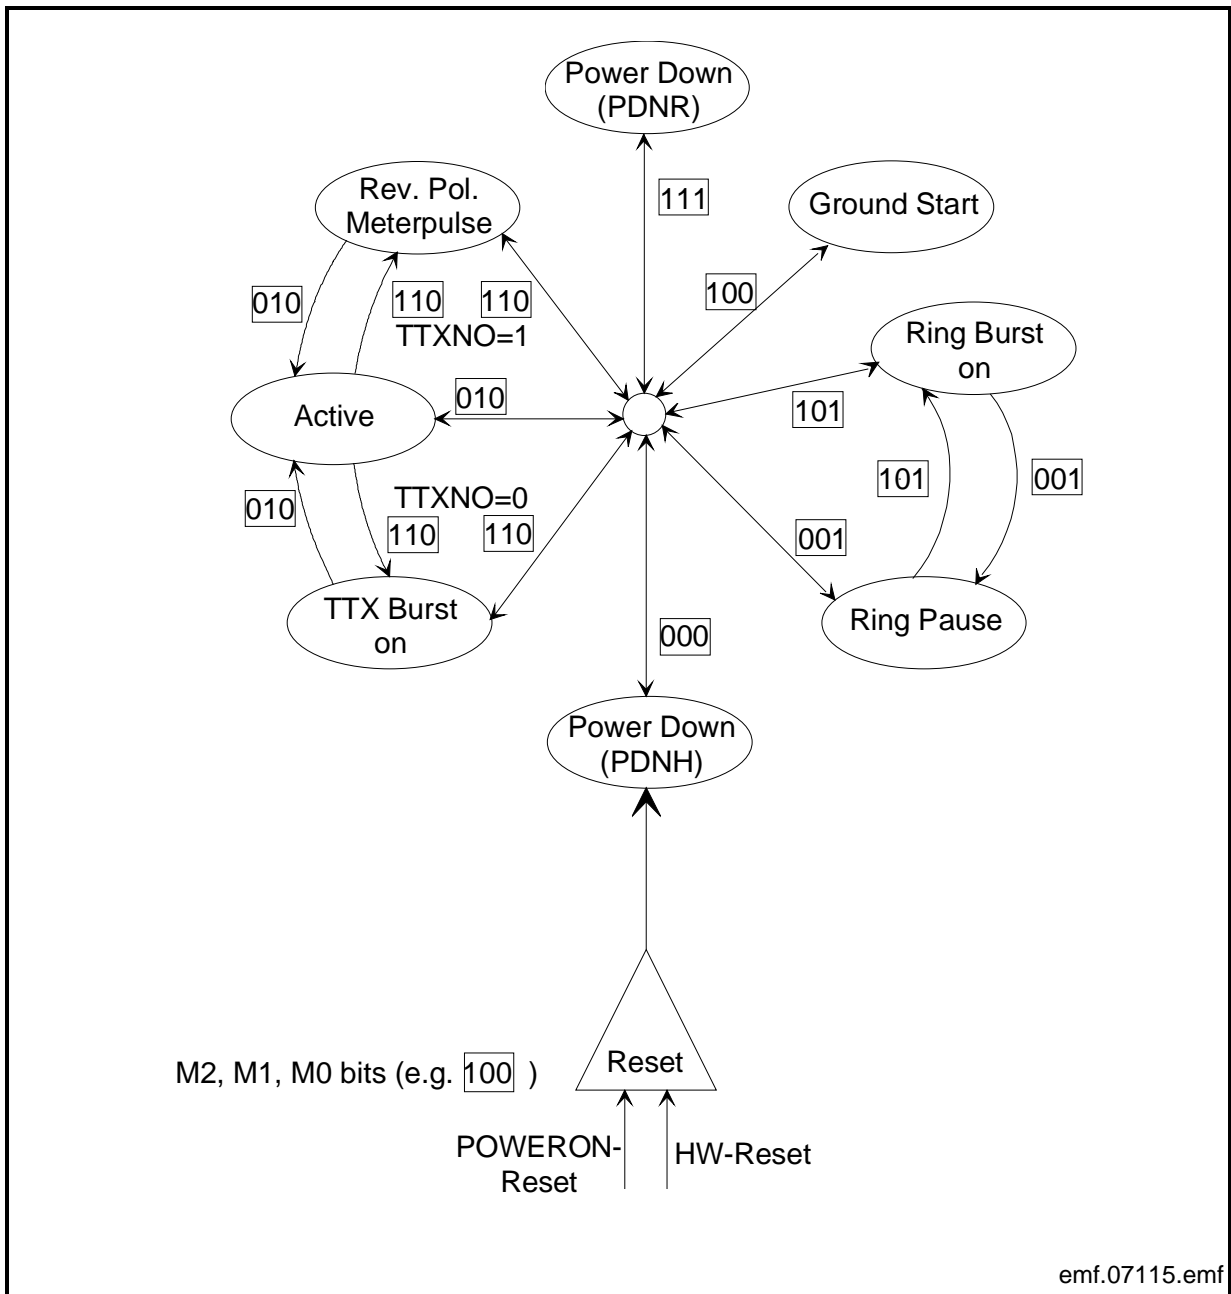 Power Down
(PDNR)
Rev. Pol.
Meterpulse
111
Ground Start
010
110
110
100
TTXNO=1
Ring Burst
on
Active
010
101
TTXNO=0
010
110
110
101
001
001
TTX Burst
on
Ring Pause
000
Power Down
(PDNH)
Reset
M2, M1, M0 bits (e.g. 100 )
POWERON-
Reset
HW-Reset
emf.07115.emf